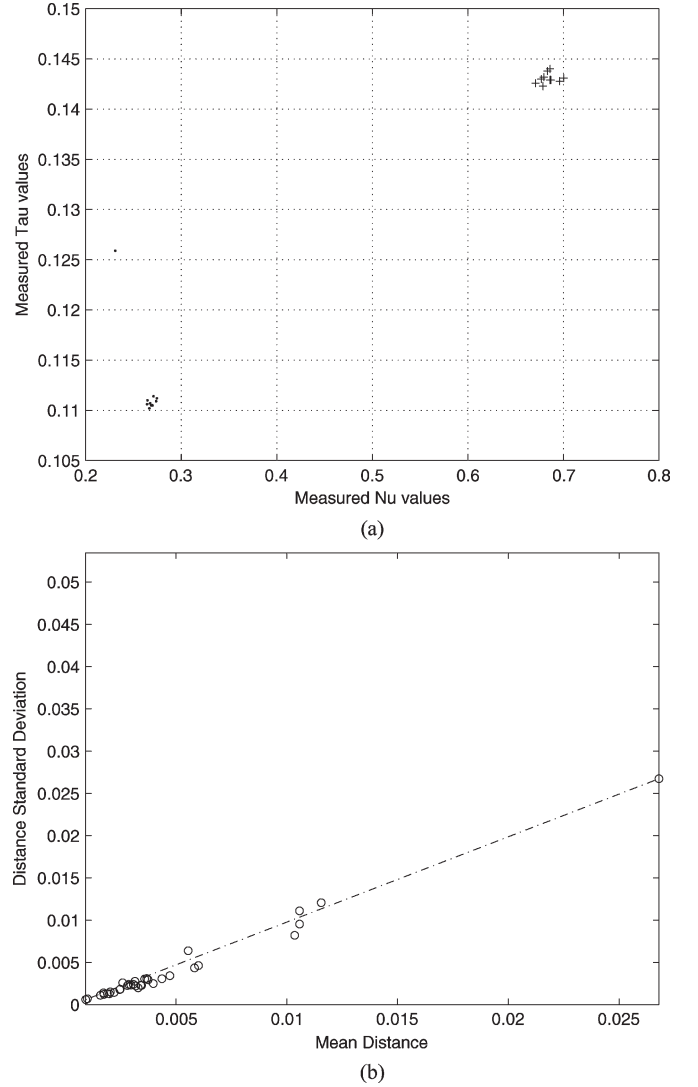 0.15
0.145
0.14
0.135
0.13
0.125
0.12
0.115
0.11
0.105
Measured Tau values
0.2 0.3 0.4 0.5 0.6 0.7 0.8
Measured Nu values
(a)
0.05
0.045
0.04
0.035
0.03
0.025
0.02
0.015
0.01
0.005
0
Distance Standard Deviation
0.005 0.01 0.015 0.02 0.025
Mean Distance
(b)